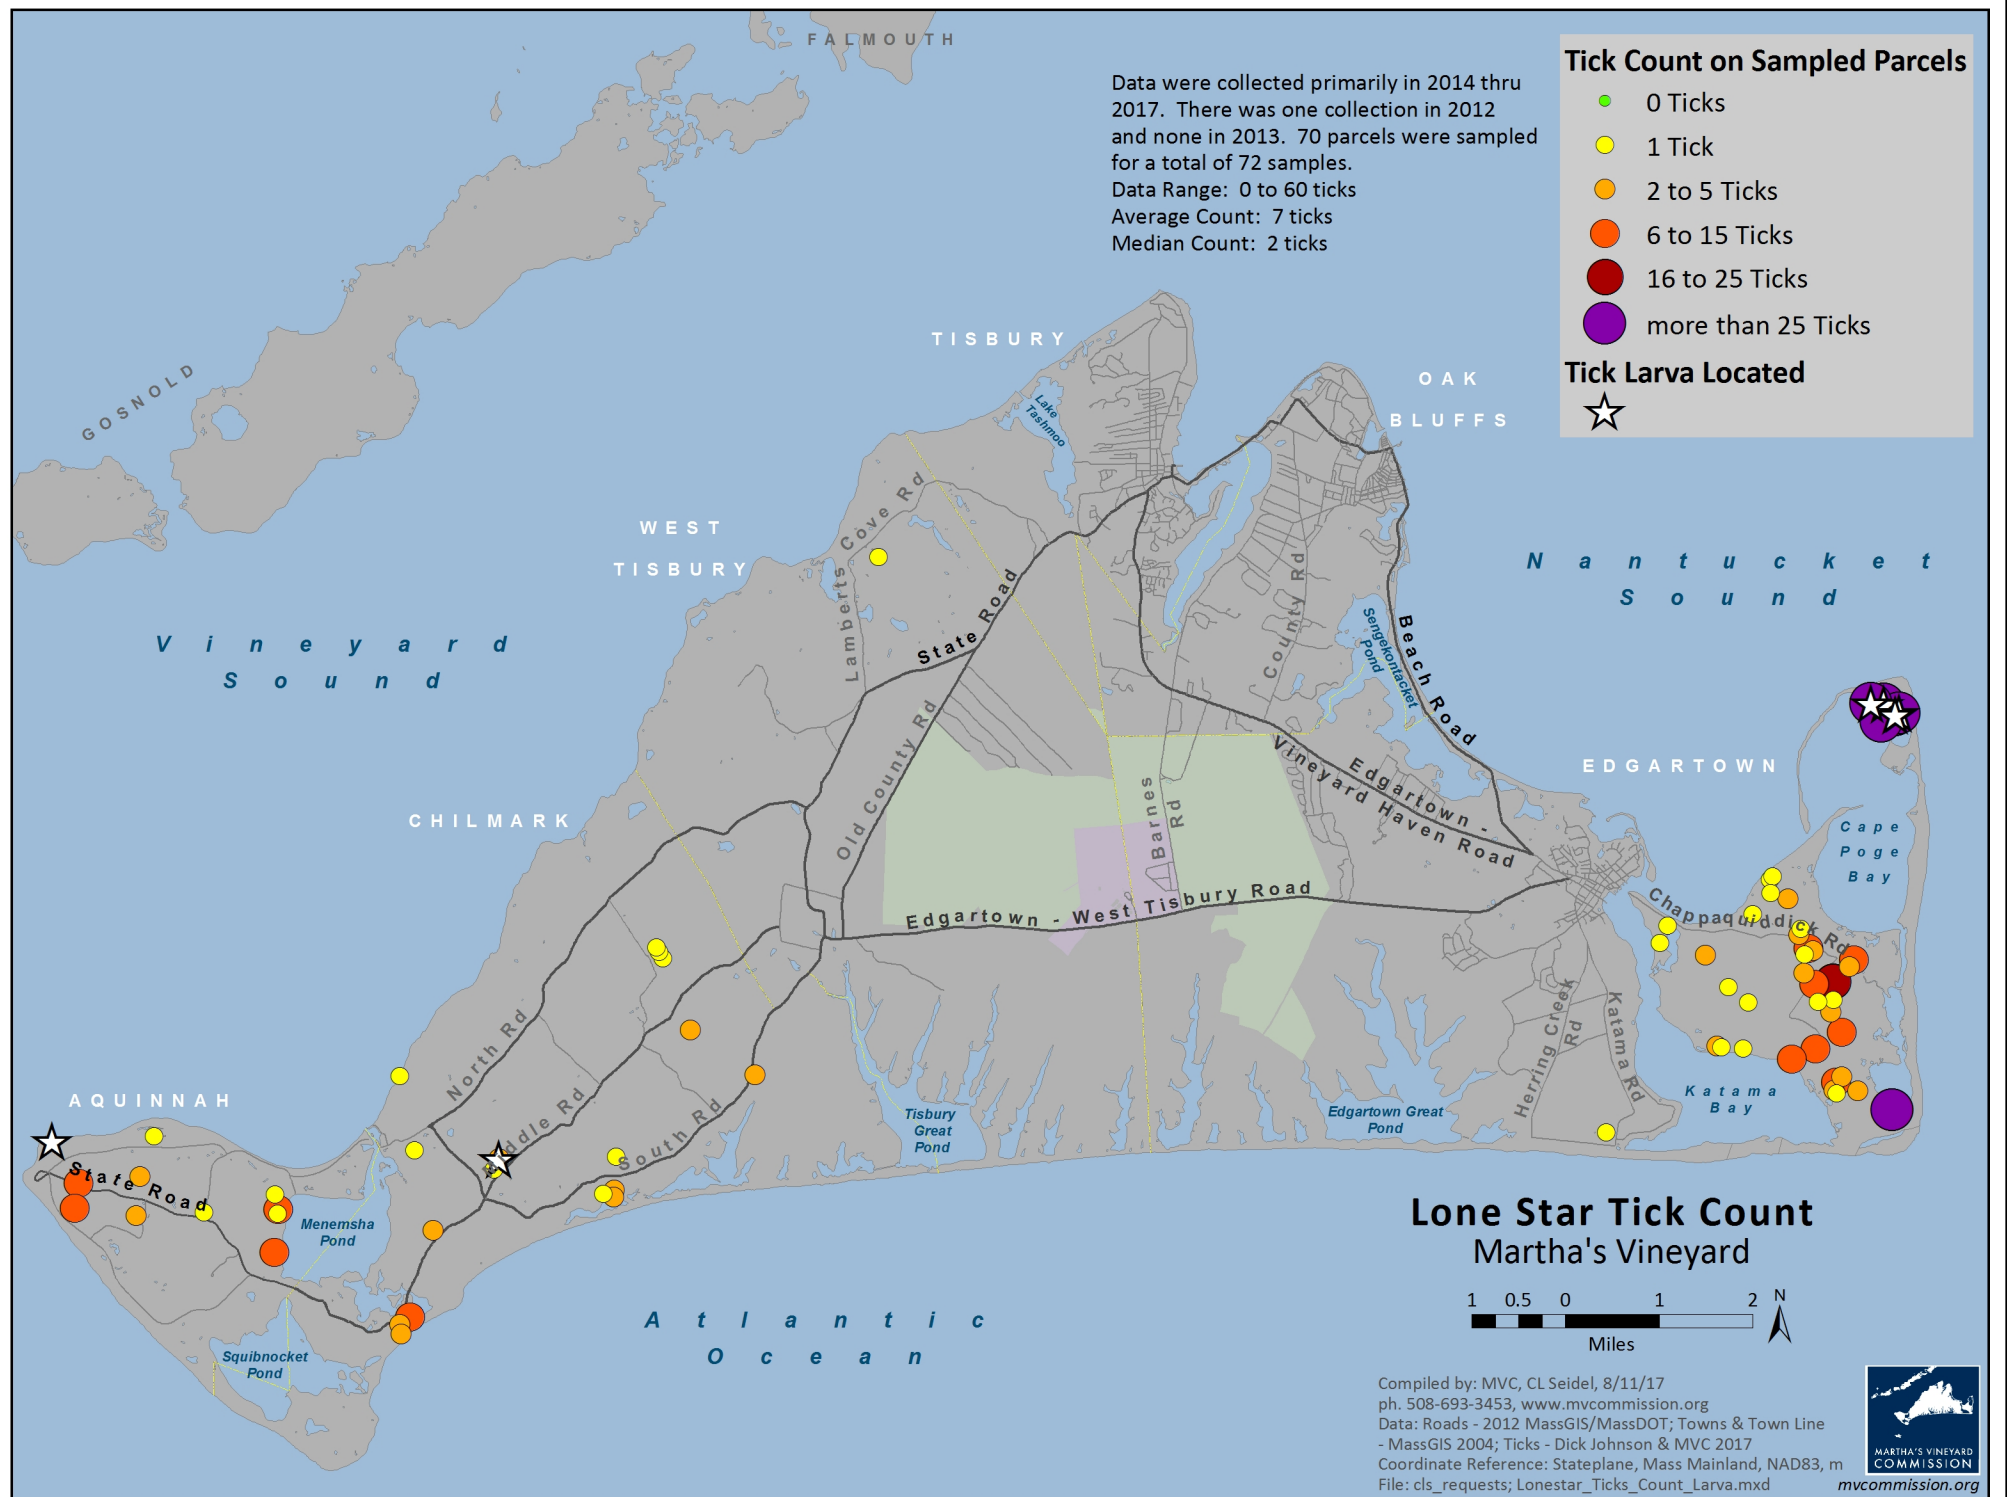 FALMOUTH
Data were collected primarily in 2014 thru
2017.  There was one collection in 2012
and none in 2013.  70 parcels were sampled
for a total of 72 samples.
Data Range:  0 to 60 ticks
Average Count:  7 ticks
Median Count:  2 ticks
Tick Count on Sampled Parcels
0 Ticks
1 Tick
2 to 5 Ticks
6 to 15 Ticks
16 to 25 Ticks
more than 25 Ticks
Tick Larva Located
GOSNOLD
TISBURY
OAK
BLUFFS
Lake
Tashmoo
WEST
TISBURY
Lamberts Cove Rd
State Road
County Rd
Sengekontacket
Pond
Beach Road
Nantucket
Sound
Vineyard
Sound
Old County Rd
Barnes
Rd
Edgartown -
Vineyard Haven Road
EDGARTOWN
CHILMARK
Cape
Poge
Bay
Edgartown - West Tisbury Road
Chappaquiddick Rd
North Rd
Middle Rd
South Rd
Herring Creek
Rd
Katama Rd
Katama
Bay
AQUINNAH
State Road
Menemsha
Pond
Tisbury
Great
Pond
Edgartown Great
Pond
Squibnocket
Pond
Atlantic
Ocean
Lone Star Tick Count
Martha's Vineyard
1 0.5 0 1 2
Miles
N
Compiled by: MVC, CL Seidel, 8/11/17
ph. 508-693-3453, www.mvcommission.org
Data: Roads - 2012 MassGIS/MassDOT; Towns & Town Line
- MassGIS 2004; Ticks - Dick Johnson & MVC 2017
Coordinate Reference: Stateplane, Mass Mainland, NAD83, m
File: cls_requests; Lonestar_Ticks_Count_Larva.mxd
MARTHA'S VINEYARD
COMMISSION
mvcommission.org